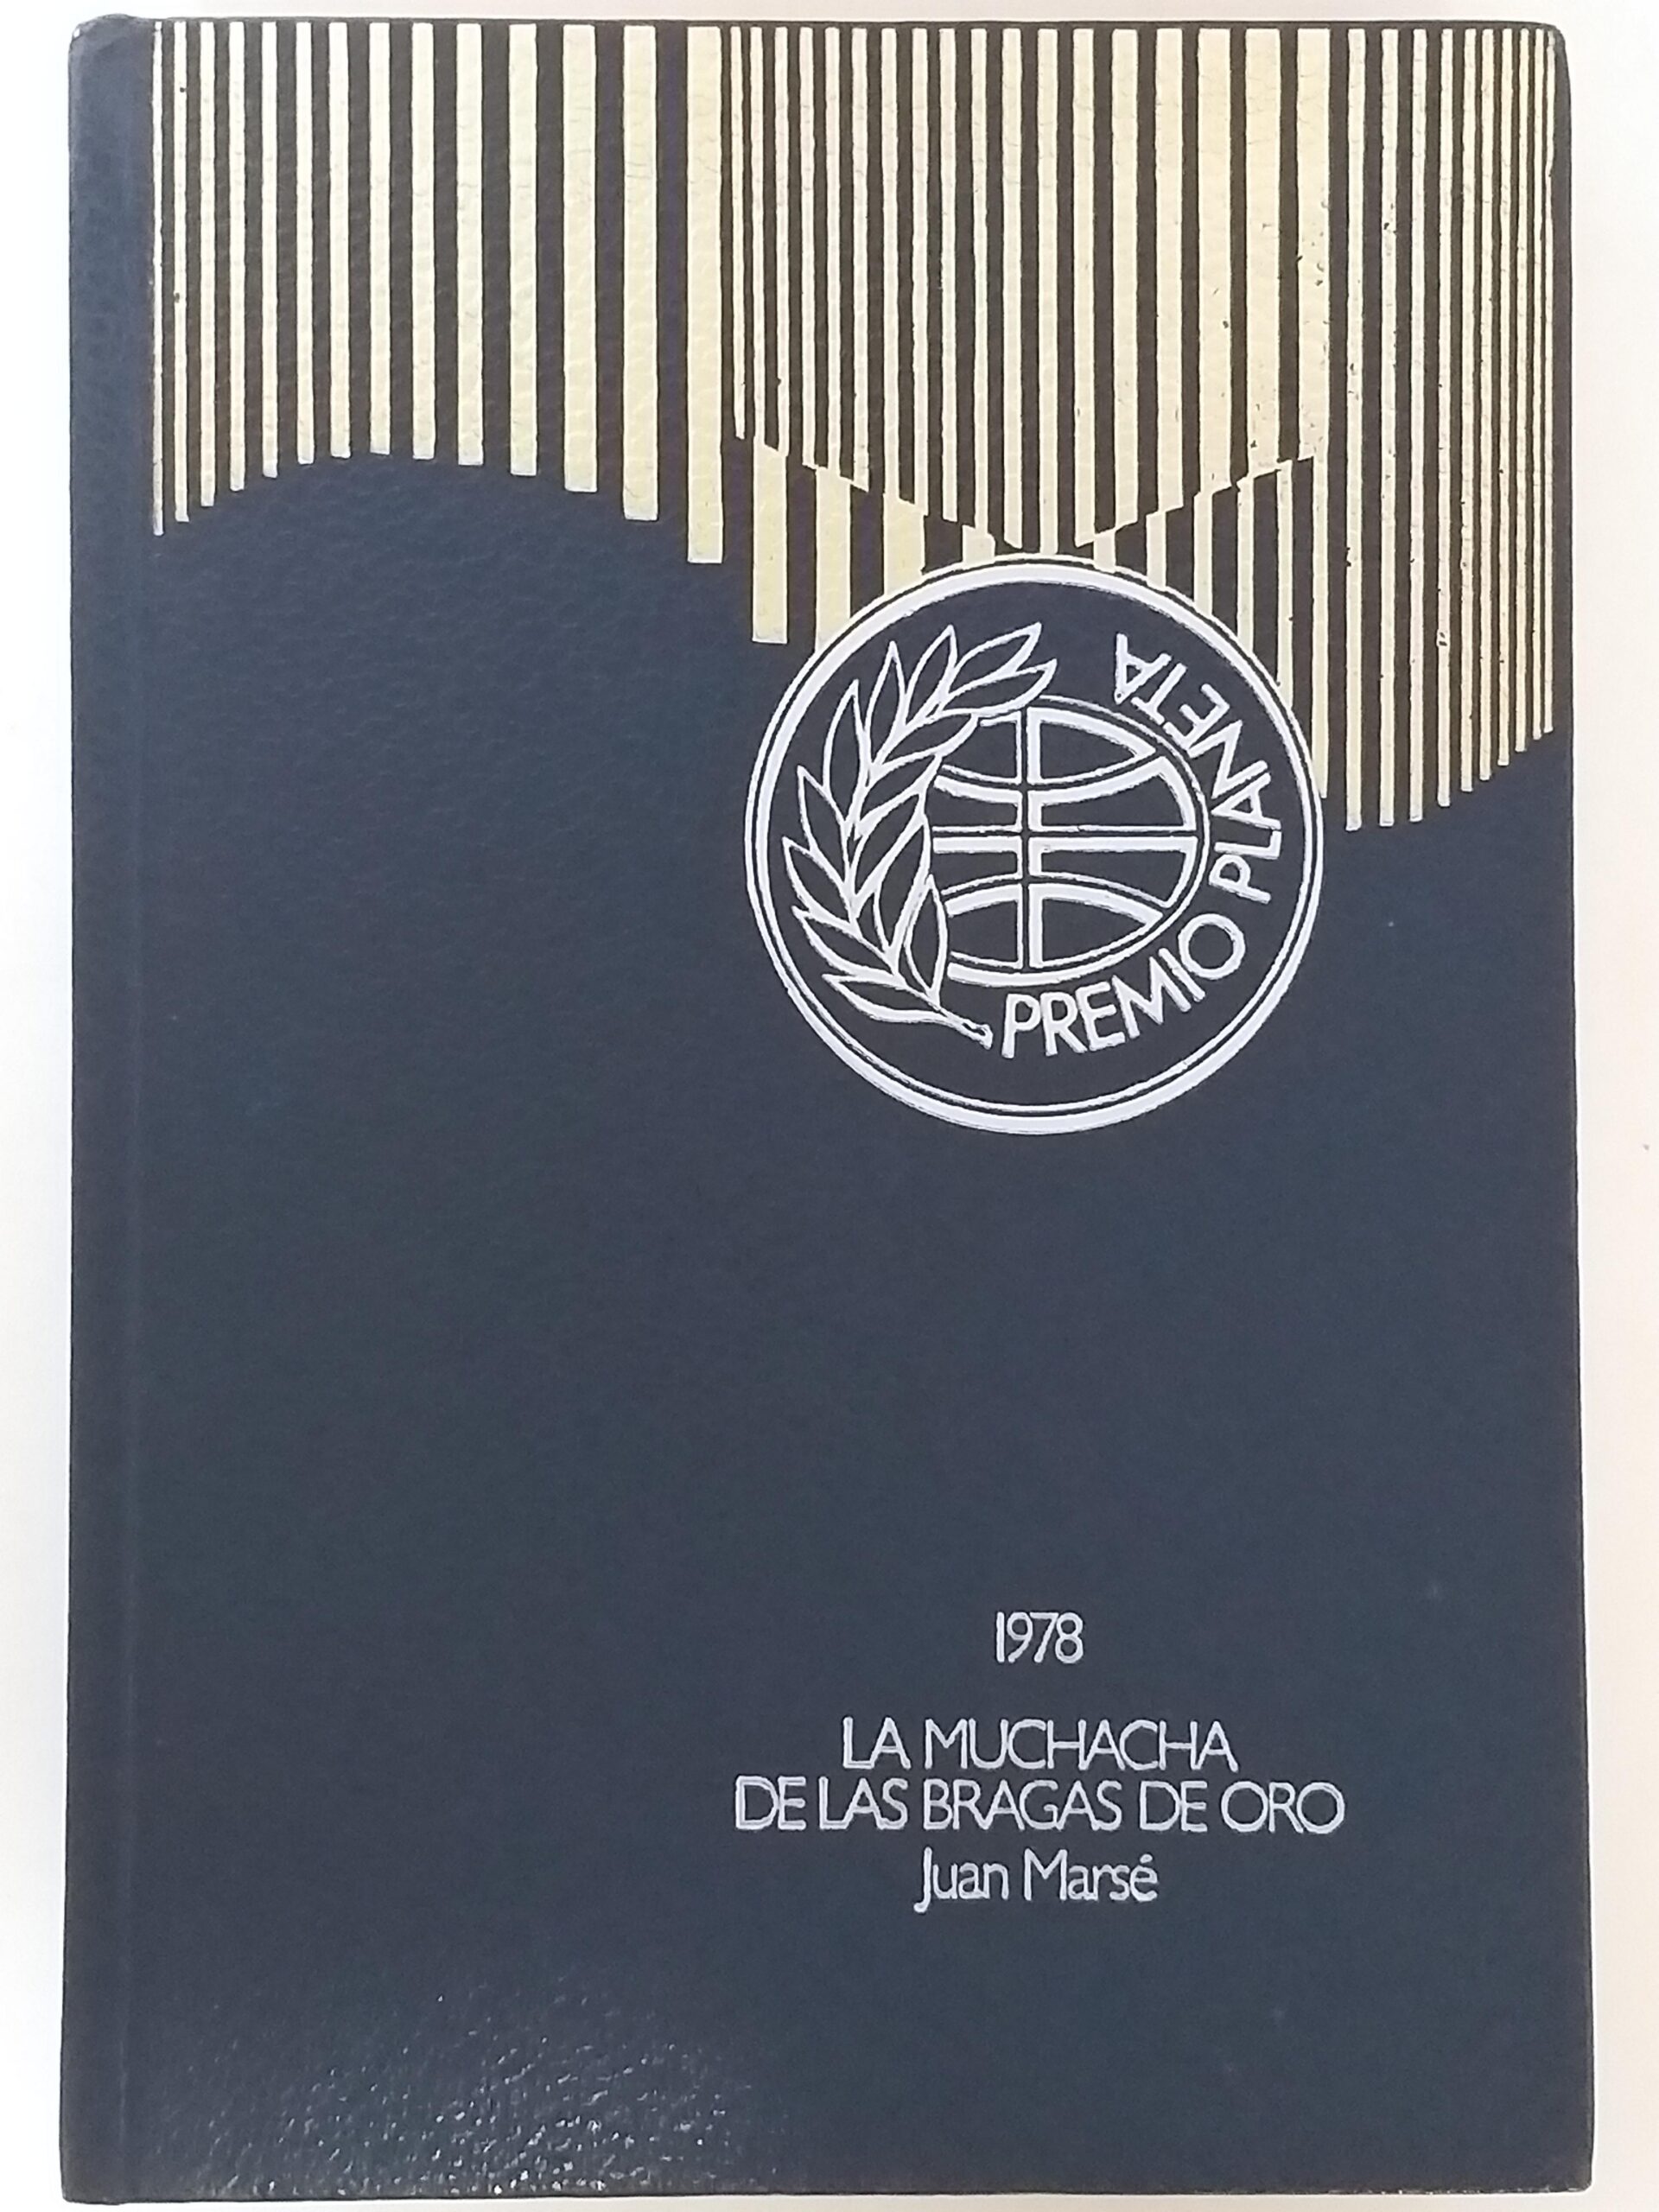 PREMIO PLANETA
1978
LA MUCHACHA
DE LAS BRAGAS DE ORO
Juan Marsé